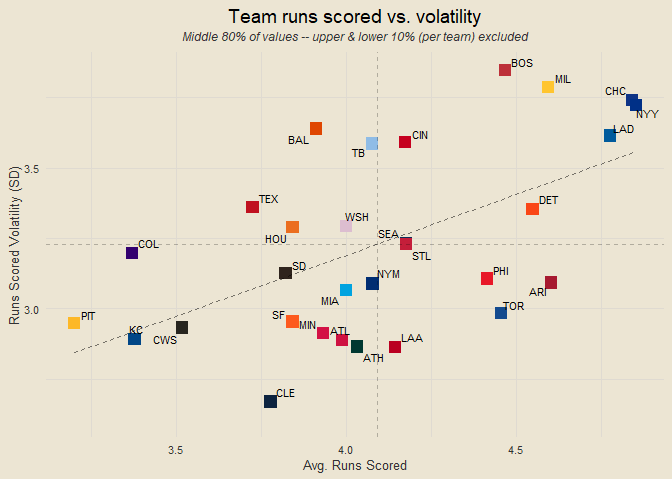 Team runs scored vs. volatility
Middle 80% of values -- upper & lower 10% (per team) excluded
BOS
MIL
CHC
NYY
LAD
BAL
TB
CIN
3.5
TEX
DET
WSH
HOU
SEA
STL
COL
SD
NYM
PHI
MIA
ARI
TOR
3.0
PIT
SF
MIN
KC
CWS
ATL
LAA
ATH
CLE
Runs Scored Volatility (SD)
3.5
4.0
4.5
Avg. Runs Scored